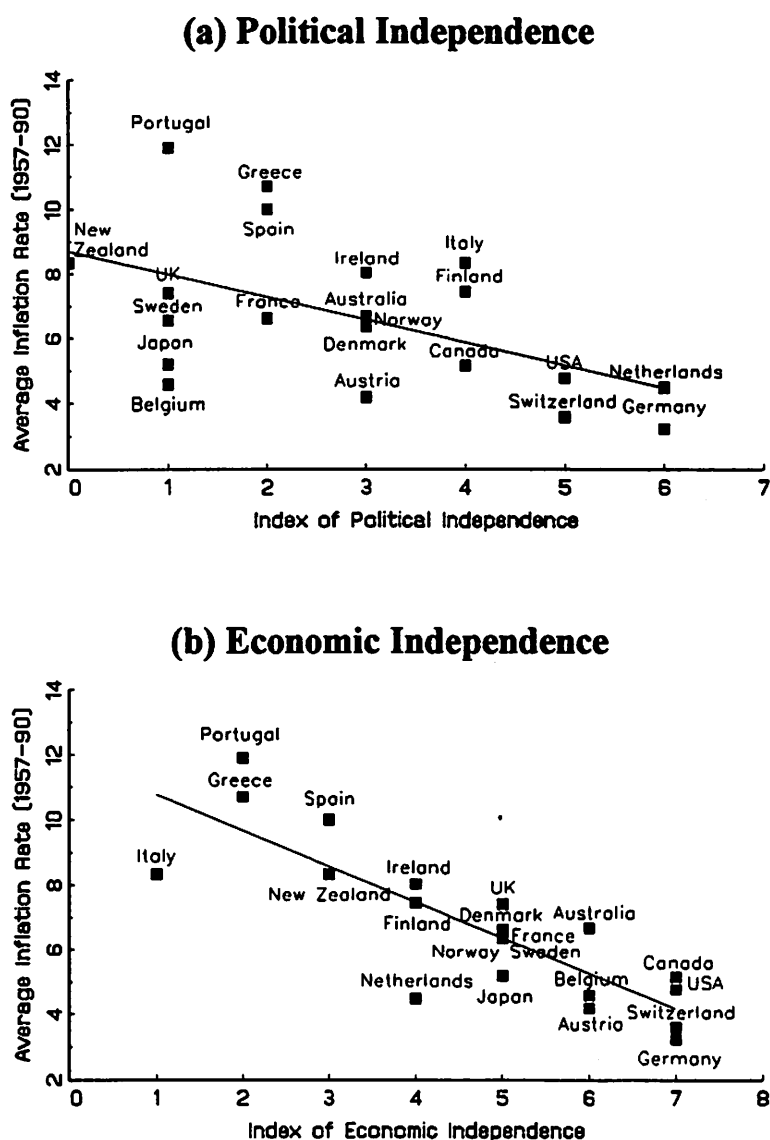 (a) Political Independence
Average Inflation Rate (1957-90)
14
12
10
8
6
4
2
Portugal
Greece
Spain
New
Zealand
Italy
Ireland
UK
Finland
Sweden
France
Australia
Norway
Japan
Denmark
Canada
USA
Netherlands
Belgium
Austria
Switzerland
Germany
0 1 2 3 4 5 6 7
Index of Political Independence
(b) Economic Independence
Average Inflation Rate (1957-90)
14
12
10
8
6
4
2
Portugal
Greece
Spain
Italy
Ireland
New Zealand
UK
Finland
Denmark
Australia
France
Norway Sweden
Canada
Netherlands
Belgium
USA
Japan
Switzerland
Austria
Germany
0 1 2 3 4 5 6 7 8
Index of Economic Independence